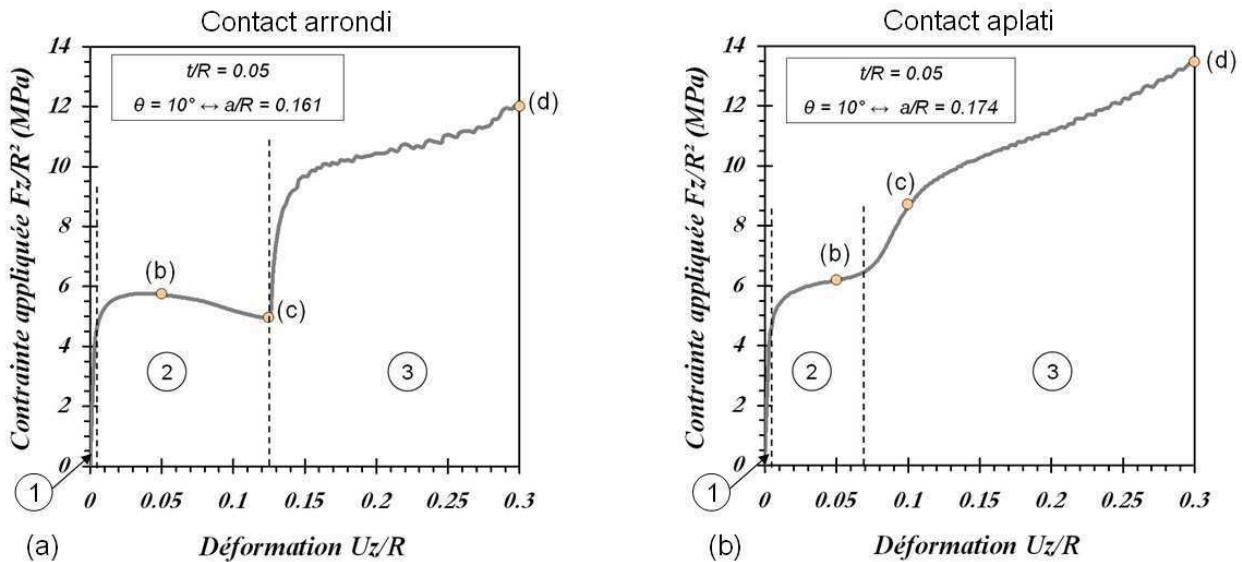 Contact arrondi
Contrainte appliquée Fz/R² (MPa)
14
12
10
8
6
4
2
0
t/R = 0.05
θ = 10° ↔ a/R = 0.161
(b)
(c)
(d)
2
3
1
0
0.05
0.1
0.15
0.2
0.25
0.3
(a)
Déformation Uz/R
Contact aplati
Contrainte appliquée Fz/R² (MPa)
14
12
10
8
6
4
2
0
t/R = 0.05
θ = 10° ↔ a/R = 0.174
(b)
(c)
(d)
2
3
1
0
0.05
0.1
0.15
0.2
0.25
0.3
(b)
Déformation Uz/R